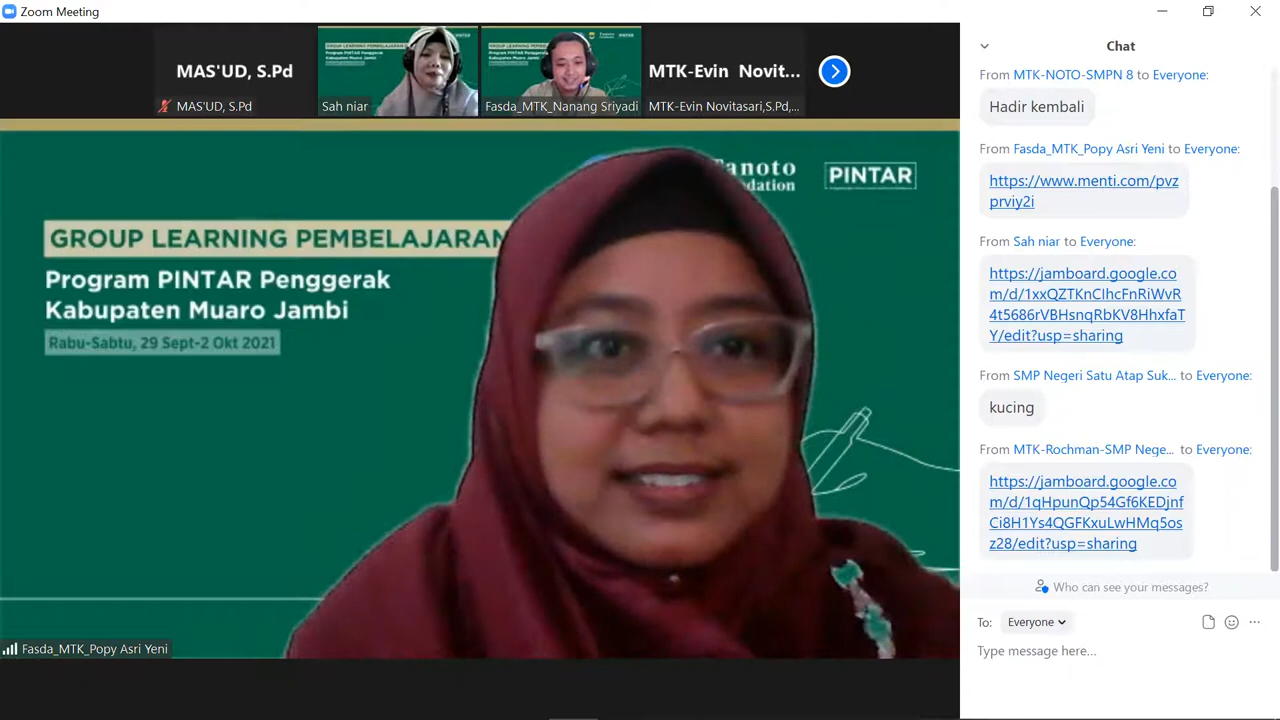 Zoom Meeting
MAS'UD, S.Pd
MAS'UD, S.Pd
Sah niar
Fasda_MTK_Nanang Sriyadi
MTK-Evin Novit...
MTK-Evin Novitasari,S.Pd,...
GROUP LEARNING PEMBELAJARAN
Program PINTAR Penggerak
Kabupaten Muaro Jambi
Rabu-Sabtu, 29 Sept-2 Okt 2021
PINTAR
Fasda_MTK_Popy Asri Yeni
Chat
From MTK-NOTO-SMPN 8 to Everyone:
Hadir kembali
From Fasda_MTK_Popy Asri Yeni to Everyone:
https://www.menti.com/pvz
prviy2i
From Sah niar to Everyone:
https://jamboard.google.co
m/d/1xxQZTKnCIhcFnRiWvR
4t5686rVBHsnqRbKV8HhxfaT
Y/edit?usp=sharing
From SMP Negeri Satu Atap Suk... to Everyone:
kucing
From MTK-Rochman-SMP Nege... to Everyone:
https://jamboard.google.co
m/d/1qHpunQp54Gf6KEDjnf
Ci8H1Ys4QGFKxuLwHMq5os
z28/edit?usp=sharing
Who can see your messages?
To: Everyone
Type message here...